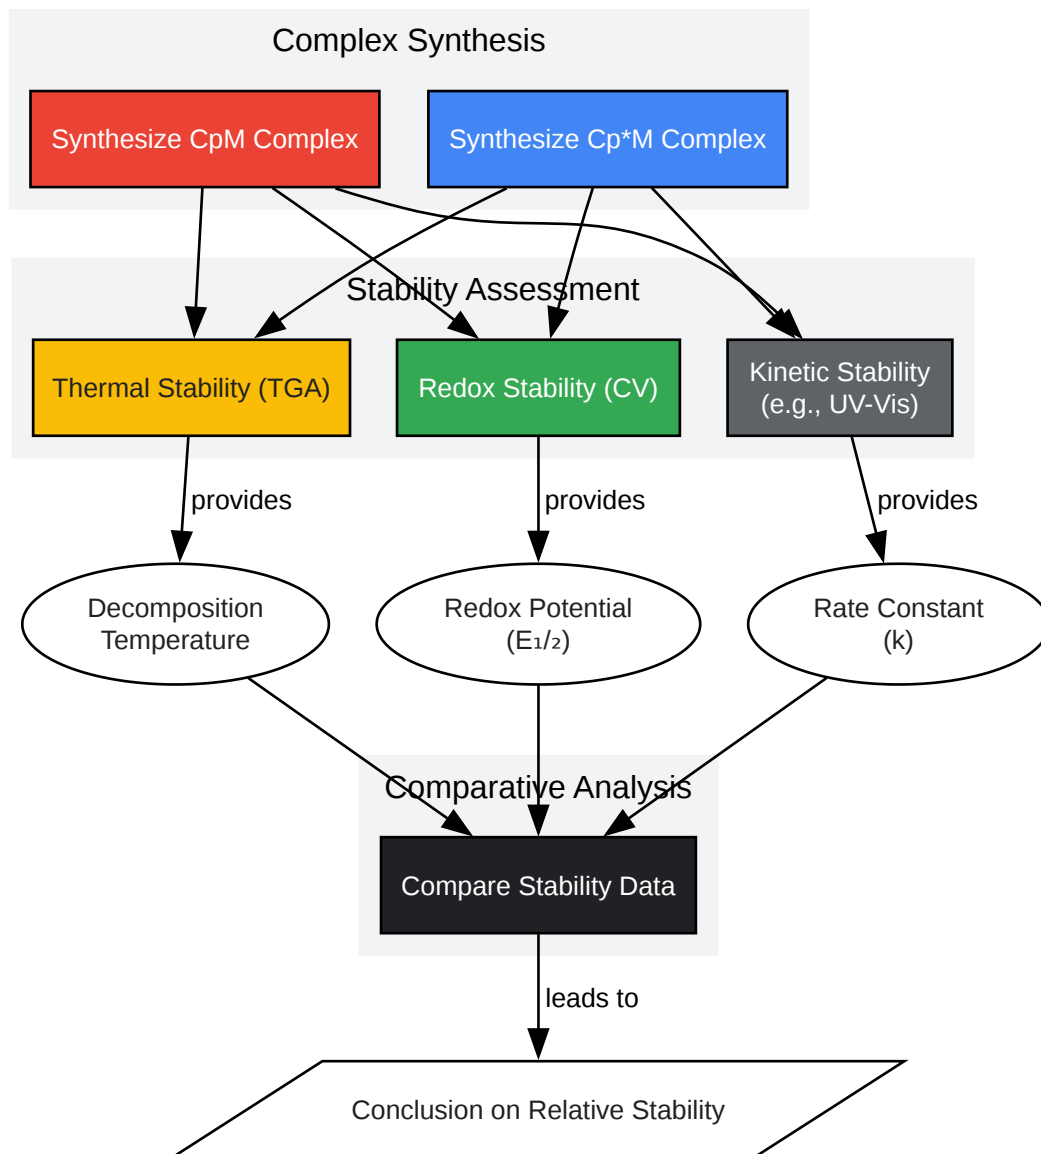 Complex Synthesis
Synthesize CpM Complex
Synthesize Cp*M Complex
Stability Assessment
Thermal Stability (TGA)
Redox Stability (CV)
Kinetic Stability
(e.g., UV-Vis)
provides
provides
provides
Decomposition
Temperature
Redox Potential
(E₁/₂)
Rate Constant
(k)
Comparative Analysis
Compare Stability Data
leads to
Conclusion on Relative Stability